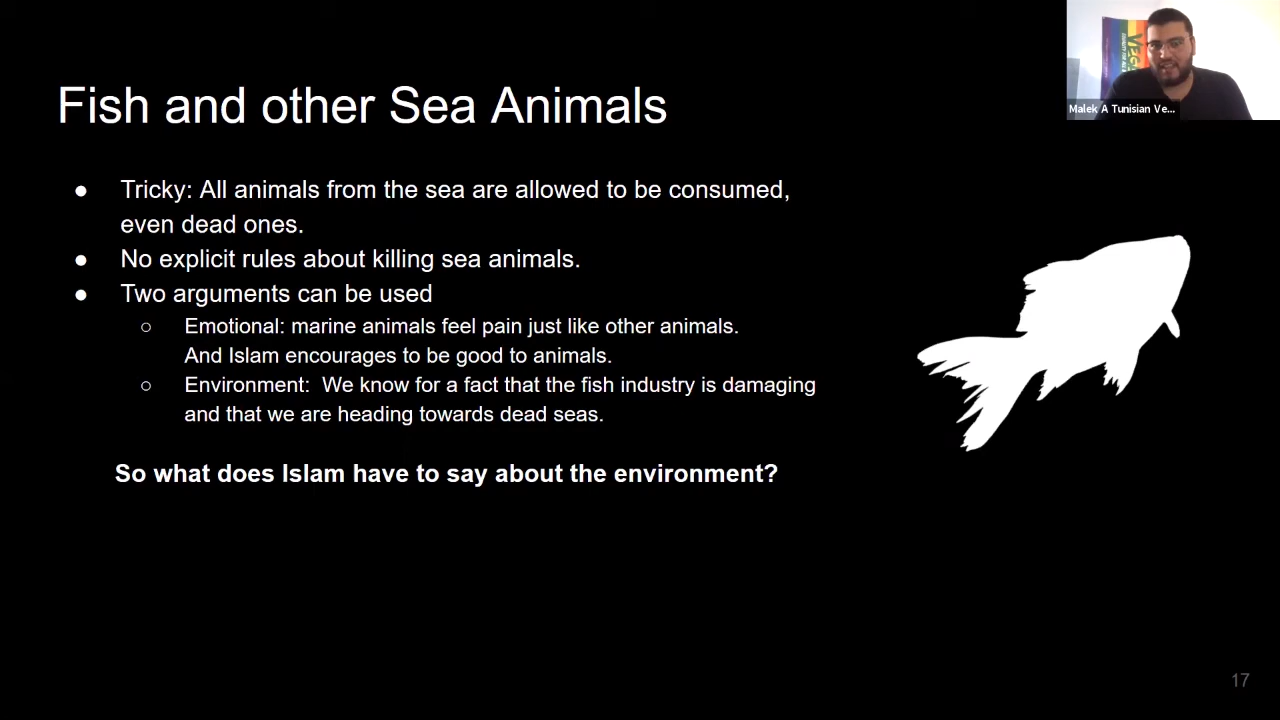 Fish and other Sea Animals
● Tricky: All animals from the sea are allowed to be consumed,
even dead ones.
● No explicit rules about killing sea animals.
● Two arguments can be used
○ Emotional: marine animals feel pain just like other animals.
And Islam encourages to be good to animals.
○ Environment: We know for a fact that the fish industry is damaging
and that we are heading towards dead seas.
So what does Islam have to say about the environment?
Malek A Tunisian Ve...
17